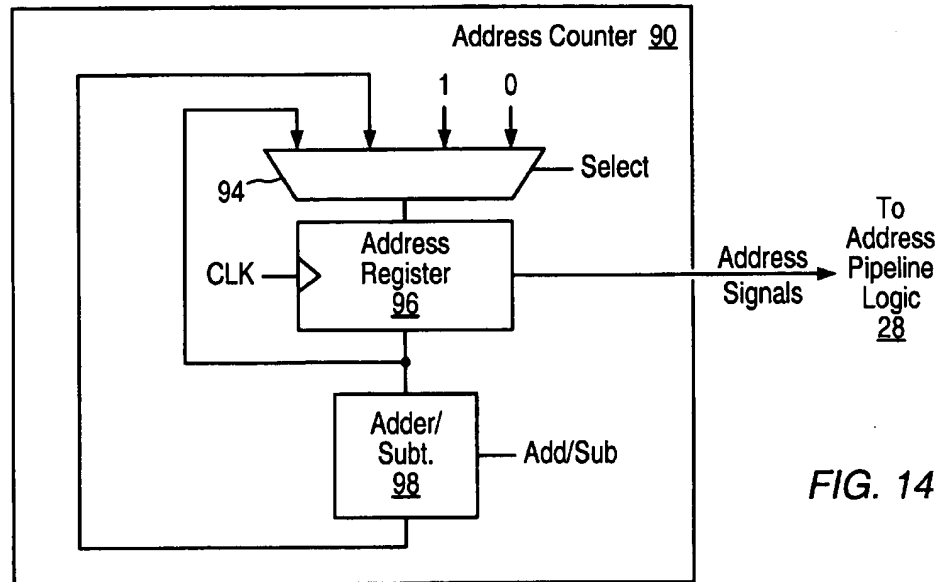 Address Counter 90
1 0
94
Select
Address
Register
96
CLK
Address
Signals
To
Address
Pipeline
Logic
28
Adder/
Subt.
98
Add/Sub
FIG. 14